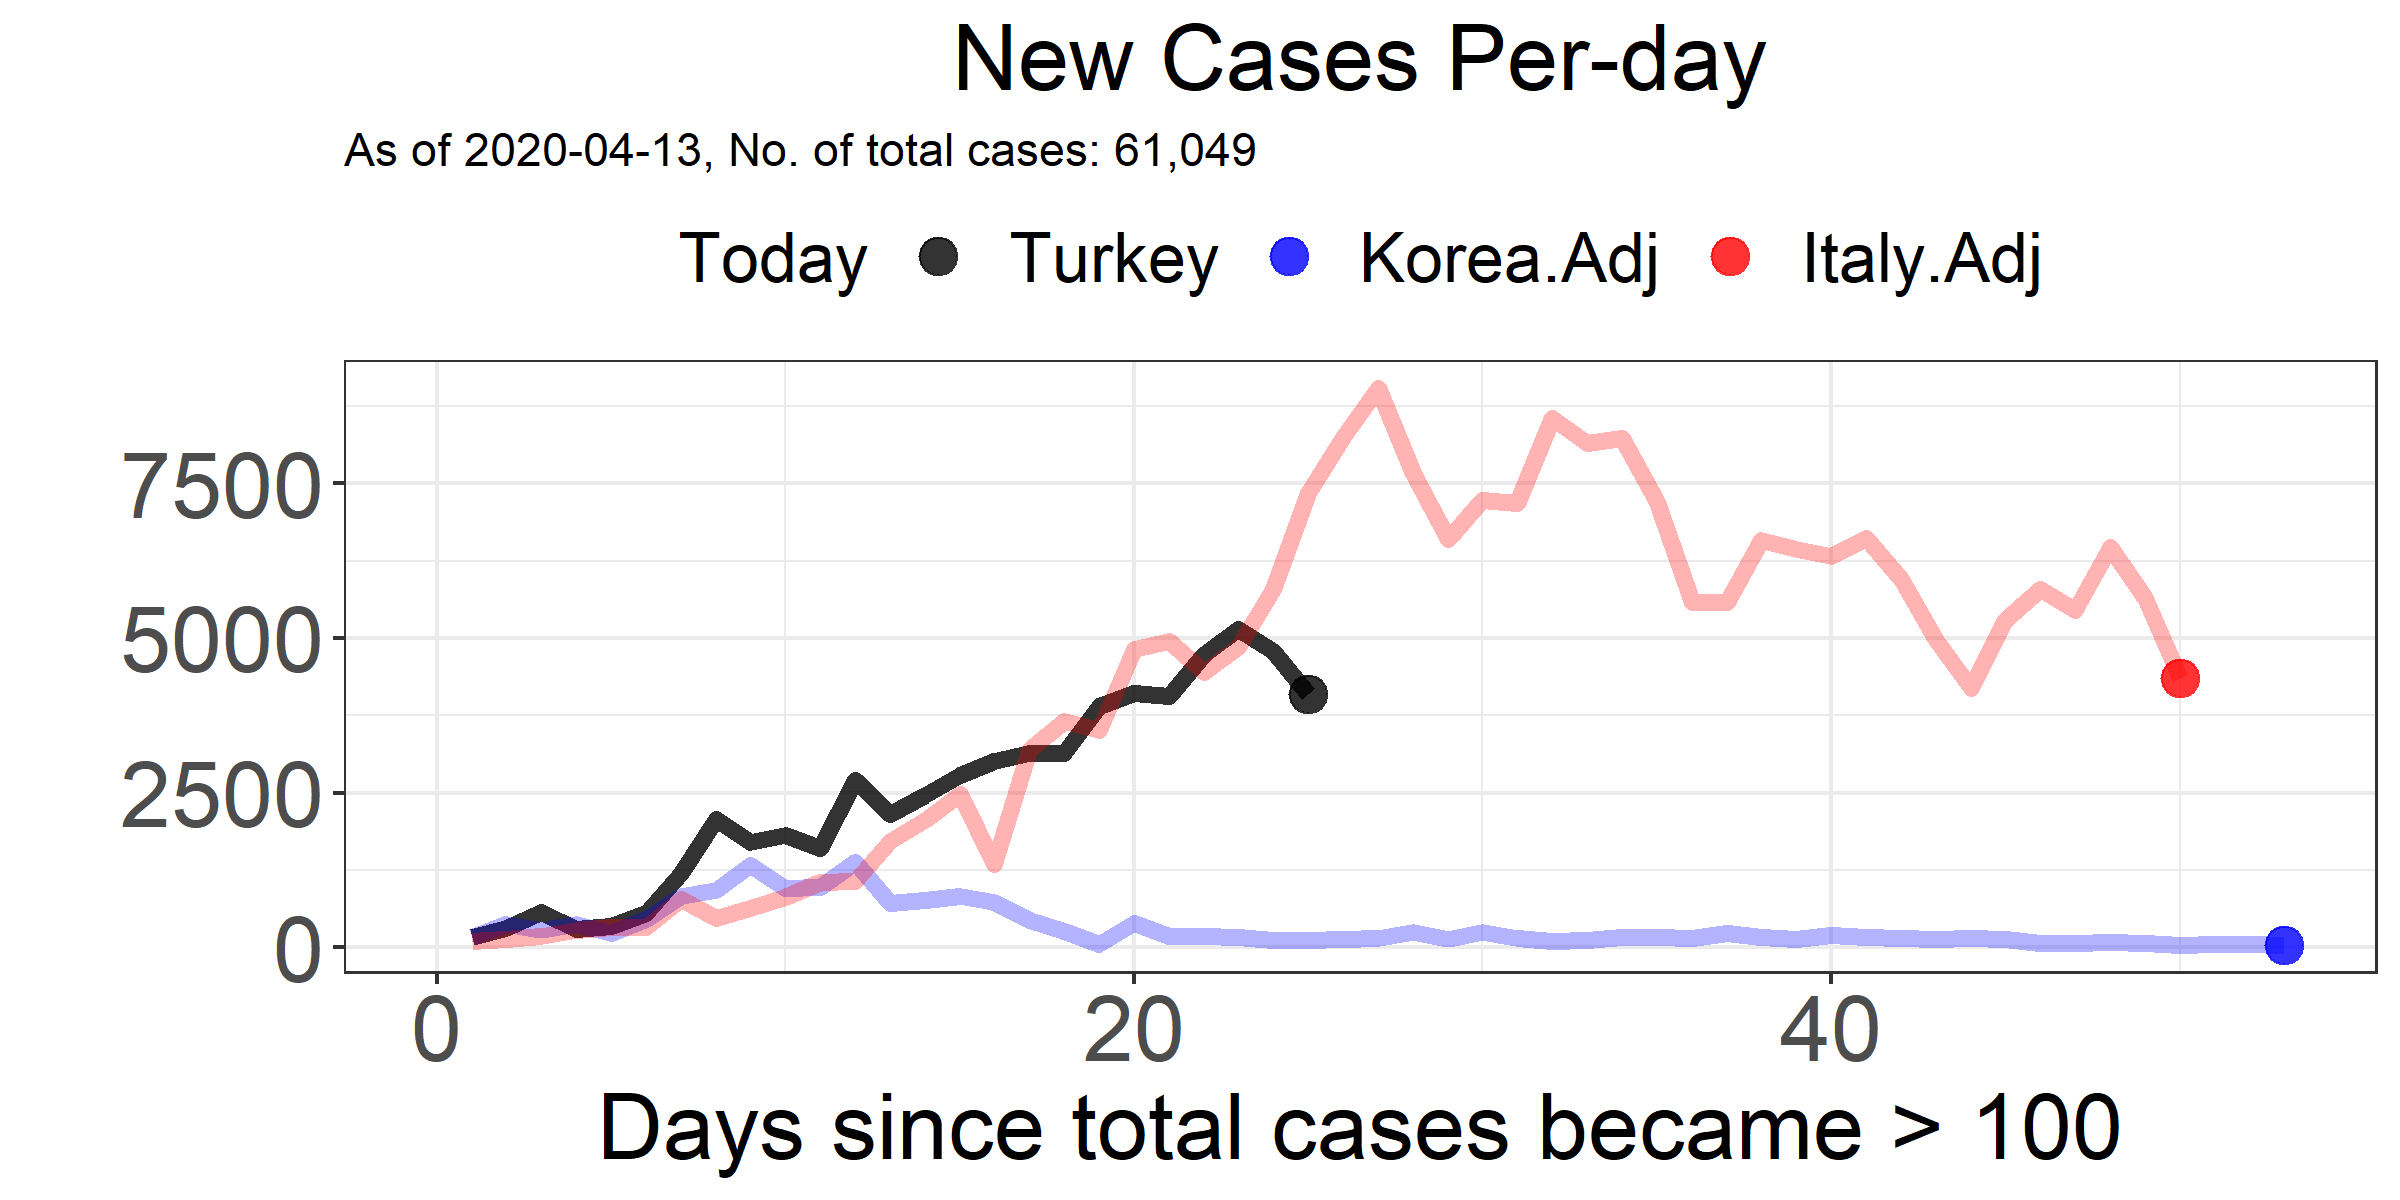 New Cases Per-day
As of 2020-04-13, No. of total cases: 61,049
Today Turkey Korea.Adj Italy.Adj
7500
5000
2500
0
0 20 40
Days since total cases became > 100